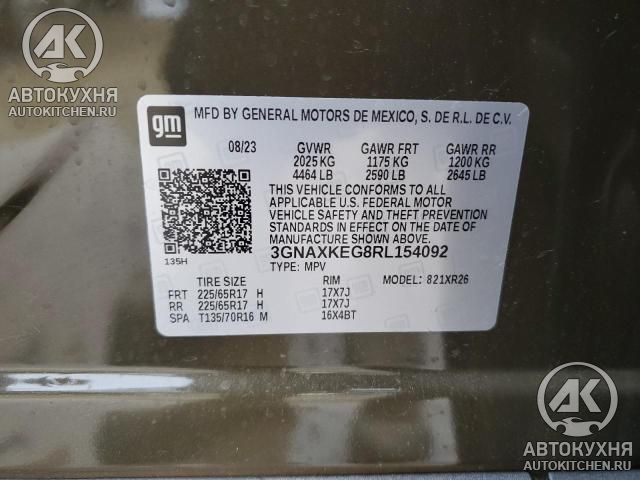 АВТОКУХНЯ
AUTOKITCHEN.RU
gm
MFD BY GENERAL MOTORS DE MEXICO, S. DE R.L. DE C.V.
08/23 GVWR GAWR FRT GAWR RR
2025 KG 1175 KG 1200 KG
4464 LB 2590 LB 2645 LB
THIS VEHICLE CONFORMS TO ALL
APPLICABLE U.S. FEDERAL MOTOR
VEHICLE SAFETY AND THEFT PREVENTION
STANDARDS IN EFFECT ON THE DATE
OF MANUFACTURE SHOWN ABOVE.
135H
3GNAXKEG8RL154092
TYPE: MPV MODEL: 821XR26
TIRE SIZE RIM
FRT 225/65R17 H 17X7J
RR 225/65R17 H 17X7J
SPA T135/70R16 M 16X4BT
АК
АВТОКУХНЯ
AUTOKITCHEN.RU